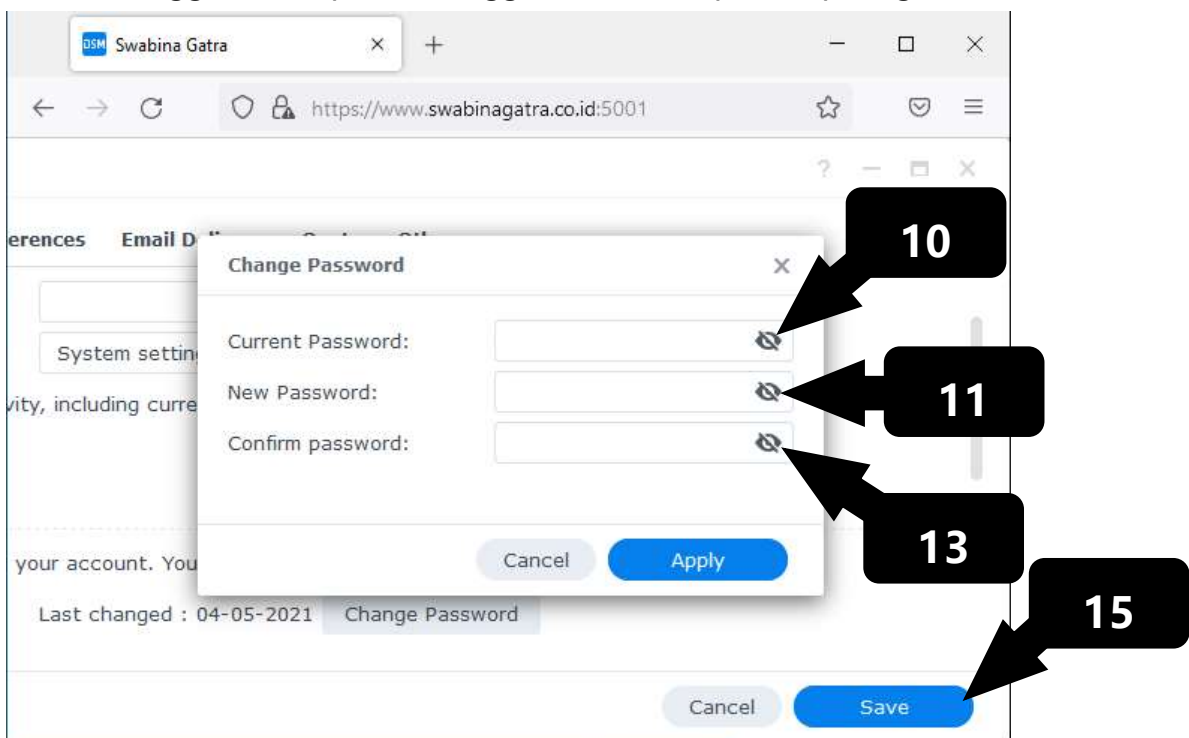 Swabina Gatra
https://www.swabinagatra.co.id:5001
?
erences Email D
10
Change Password
Current Password:
System settin
New Password:
11
vity, including curre
Confirm password:
13
Cancel Apply
your account. You
Last changed : 04-05-2021 Change Password
15
Cancel Save